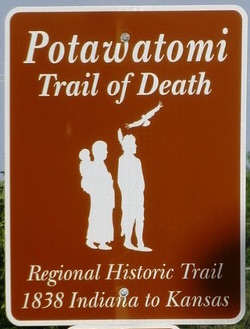 Potawatomi
Trail of Death
Regional Historic Trail
1838 Indiana to Kansas